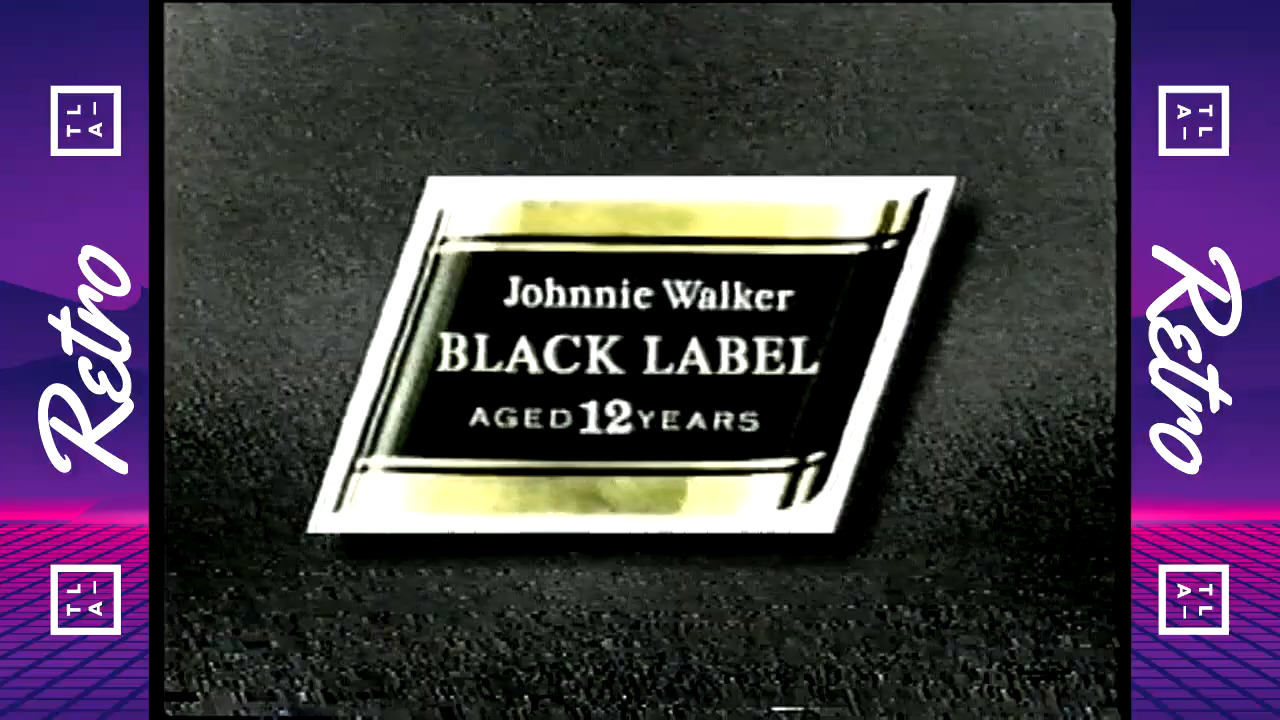 Johnnie Walker
BLACK LABEL
AGED 12 YEARS
Retro
TL
A–
TL
A–
Retro
TL
A–
TL
A–